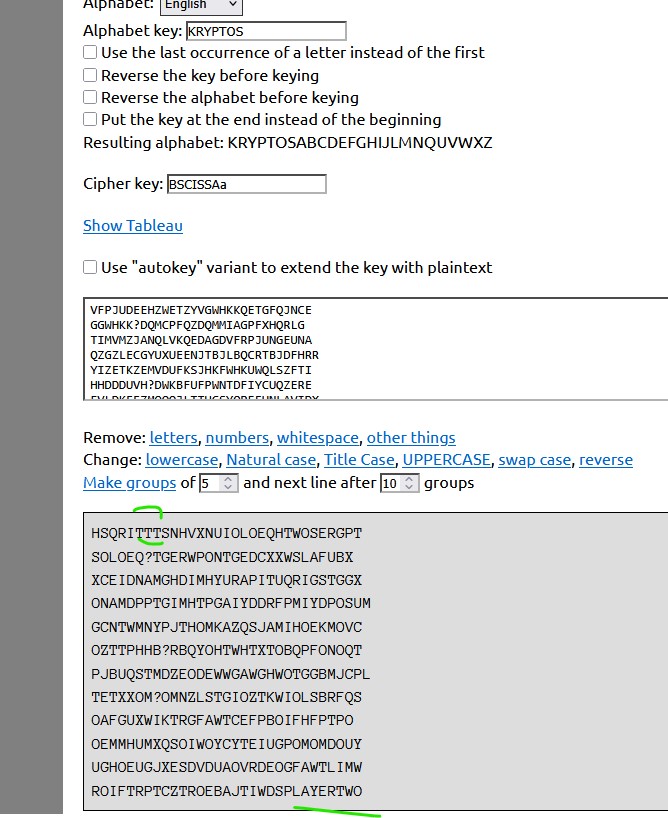 Alphabet: English
Alphabet key: KRYPTOS
Use the last occurrence of a letter instead of the first
Reverse the key before keying
Reverse the alphabet before keying
Put the key at the end instead of the beginning
Resulting alphabet: KRYPTOSABCDEFGHIJLMNQUVWXZ
Cipher key: BSCISSAa
Show Tableau
Use "autokey" variant to extend the key with plaintext
VFPJUDEEHZWETZYVGWHKKQETGFQJNCE
GGWHKK?DQMCPFQZDQMMIAGPFXHQRLG
TIMVMZJANQLVKQEDAGDVFRPJUNGEUNA
QZGZLECGYUXUEENJTBJLBQCRTBJDFHRR
YIZETKZEMVDUFKSJHKFWHKUWQLSZFTI
HHDDDUVH?DWKBFUFPWNTDFIYCUQZERE
Remove: letters, numbers, whitespace, other things
Change: lowercase, Natural case, Title Case, UPPERCASE, swap case, reverse
Make groups of 5 and next line after 10 groups
HSQRITTTSNHVXNUIOLOEQHTWOSERGPT
SOLOEQ?TGERWPONTGEDCXXWSLAFUBX
XCEIDNAMGHDIMHYURAPITUQRIGSTGGX
ONAMDPPTGIMHTPGAIYDDRFPMIYDPOSUM
GCNTWMNYPJTHOMKAZQSJAMIHOEKMOVC
OZTTPHHB?RBQYOHTWHTXTOBQPFONOQT
PJBUQSTMDZEODEWWGAWGHWOTGGBMJCPL
TETXXOM?OMNZLSTGIOZTKWIOLSBRFQS
OAFGUXWIKTRGFAWTCEFPBOIFHFPTPO
OEMMHUMXQSOIWOYCYTEIUGPOMOMDOUY
UGHOEUGJXESDVDUAOVRDEOGFAWTLIMW
ROIFTRPTCZTROEBAJTIWDSPLAYERTWO